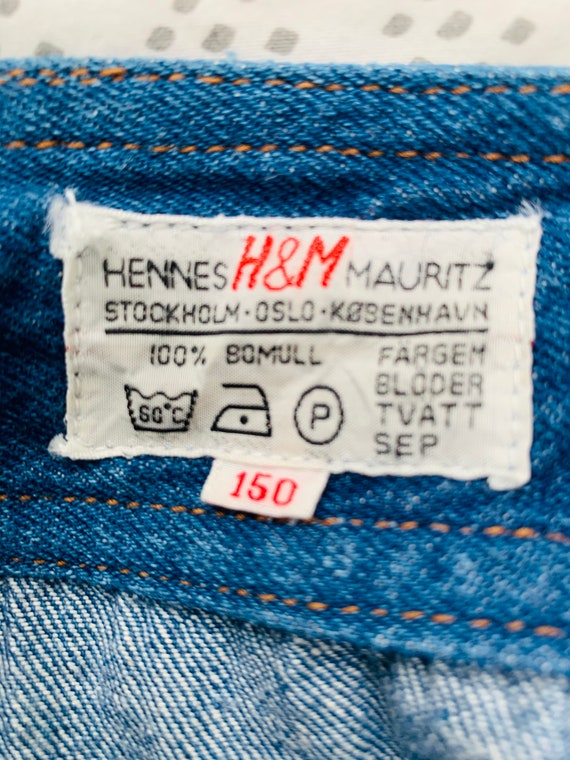 HENNES H&M MAURITZ
STOCKHOLM · OSLO · KØBENHAVN
100% BOMULL
FARGEN
BLODER
TVATT
SEP
60°C
P
150